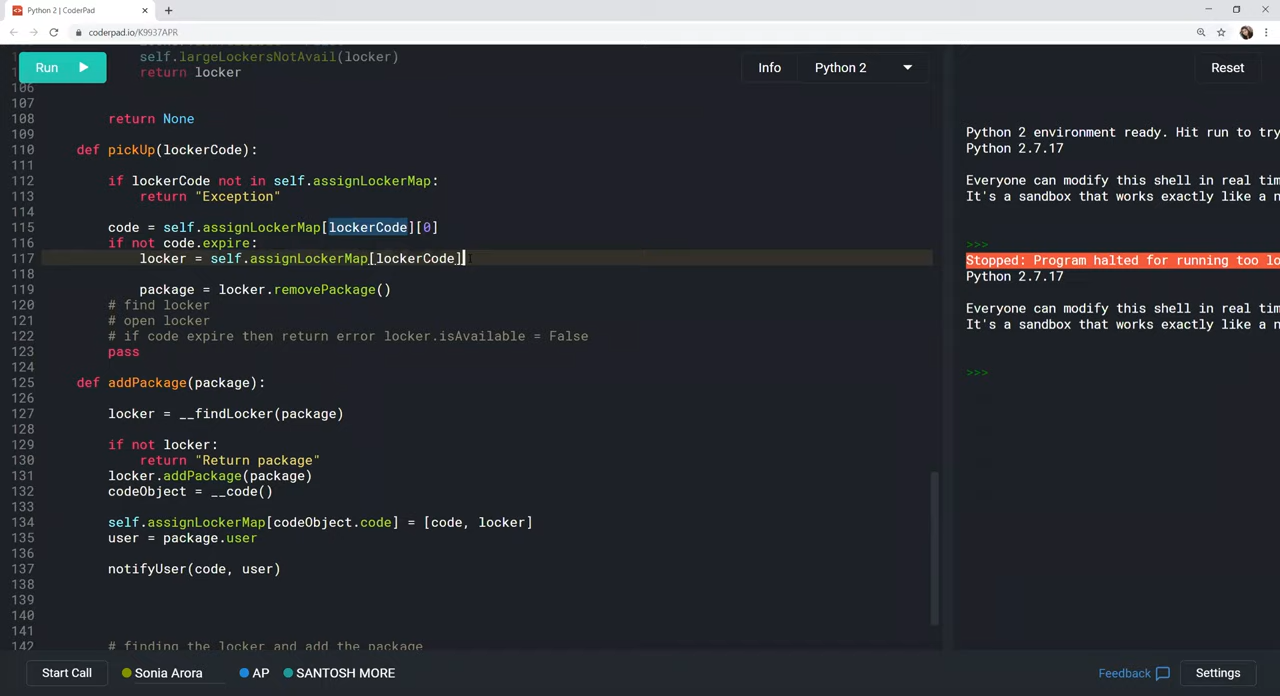 Python 2 | CoderPad
coderpad.io/K9937APR
Run
Info
Python 2
Reset
self.largeLockersNotAvail(locker)
return locker
106
107
108 return None
109
110 def pickUp(lockerCode):
111
112 if lockerCode not in self.assignLockerMap:
113 return "Exception"
114
115 code = self.assignLockerMap[lockerCode][0]
116 if not code.expire:
117 locker = self.assignLockerMap[lockerCode]
118
119 package = locker.removePackage()
120 # find locker
121 # open locker
122 # if code expire then return error locker.isAvailable = False
123 pass
124
125 def addPackage(package):
126
127 locker = __findLocker(package)
128
129 if not locker:
130 return "Return package"
131 locker.addPackage(package)
132 codeObject = __code()
133
134 self.assignLockerMap[codeObject.code] = [code, locker]
135 user = package.user
136
137 notifyUser(code, user)
138
139
140
141
142 # finding the locker and add the package
Python 2 environment ready. Hit run to try
Python 2.7.17
Everyone can modify this shell in real tim
It's a sandbox that works exactly like a n
>>>
Stopped: Program halted for running too lo
Python 2.7.17
Everyone can modify this shell in real tim
It's a sandbox that works exactly like a n
>>>
Start Call
Sonia Arora
AP
SANTOSH MORE
Feedback
Settings